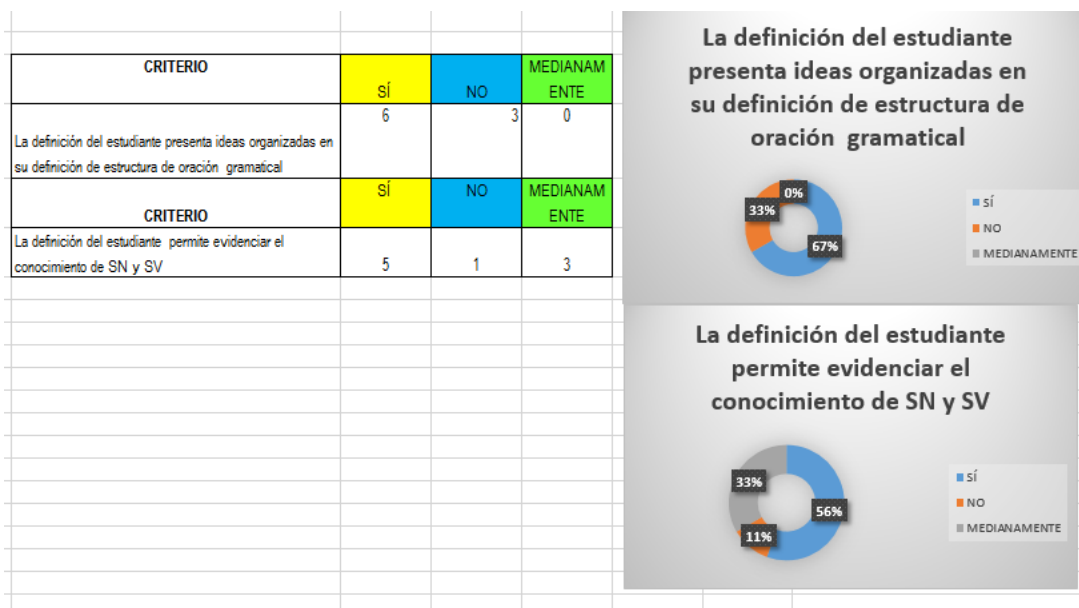 CRITERIO
SÍ
NO
MEDIANAM
ENTE
La definición del estudiante presenta ideas organizadas en
su definición de estructura de oración gramatical
6
3
0
CRITERIO
SÍ
NO
MEDIANAM
ENTE
La definición del estudiante permite evidenciar el
conocimiento de SN y SV
5
1
3
La definición del estudiante
presenta ideas organizadas en
su definición de estructura de
oración gramatical
0%
33%
67%
SÍ
NO
MEDIANAMENTE
La definición del estudiante
permite evidenciar el
conocimiento de SN y SV
33%
56%
11%
SÍ
NO
MEDIANAMENTE